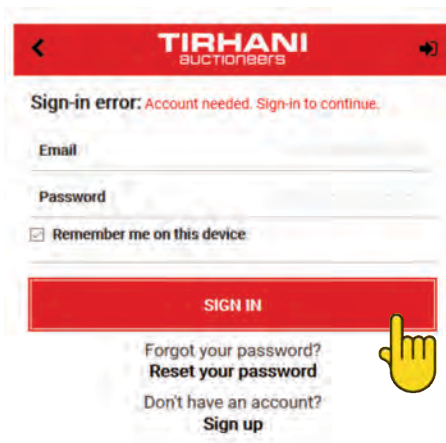 TIRHANI
AUCTIONEERS
Sign-in error: Account needed. Sign-in to continue.
Email
Password
Remember me on this device
SIGN IN
Forgot your password?
Reset your password
Don't have an account?
Sign up